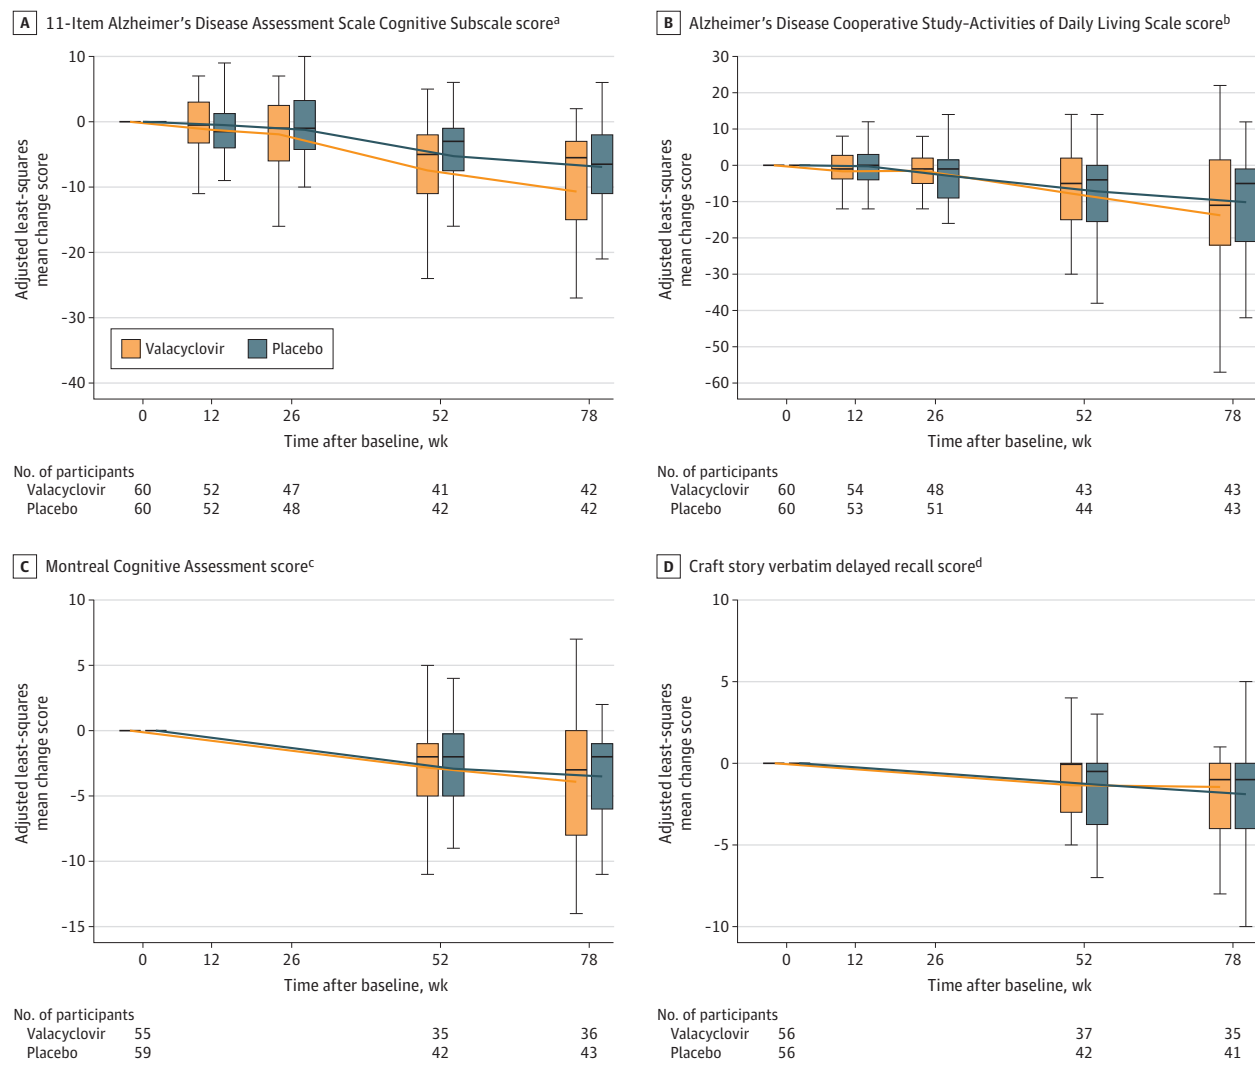 A 11-Item Alzheimer's Disease Assessment Scale Cognitive Subscale scoreᵃ
10
0
-10
-20
-30
-40
Adjusted least-squares
mean change score
Valacyclovir Placebo
0 12 26 52 78
Time after baseline, wk
No. of participants
Valacyclovir 60 52 47 41 42
Placebo 60 52 48 42 42
B Alzheimer's Disease Cooperative Study–Activities of Daily Living Scale scoreᵇ
30
20
10
0
-10
-20
-30
-40
-50
-60
Adjusted least-squares
mean change score
0 12 26 52 78
Time after baseline, wk
No. of participants
Valacyclovir 60 54 48 43 43
Placebo 60 53 51 44 43
C Montreal Cognitive Assessment scoreᶜ
10
5
0
-5
-10
-15
Adjusted least-squares
mean change score
0 12 26 52 78
Time after baseline, wk
No. of participants
Valacyclovir 55 35 36
Placebo 59 42 43
D Craft story verbatim delayed recall scoreᵈ
10
5
0
-5
-10
Adjusted least-squares
mean change score
0 12 26 52 78
Time after baseline, wk
No. of participants
Valacyclovir 56 37 35
Placebo 56 42 41